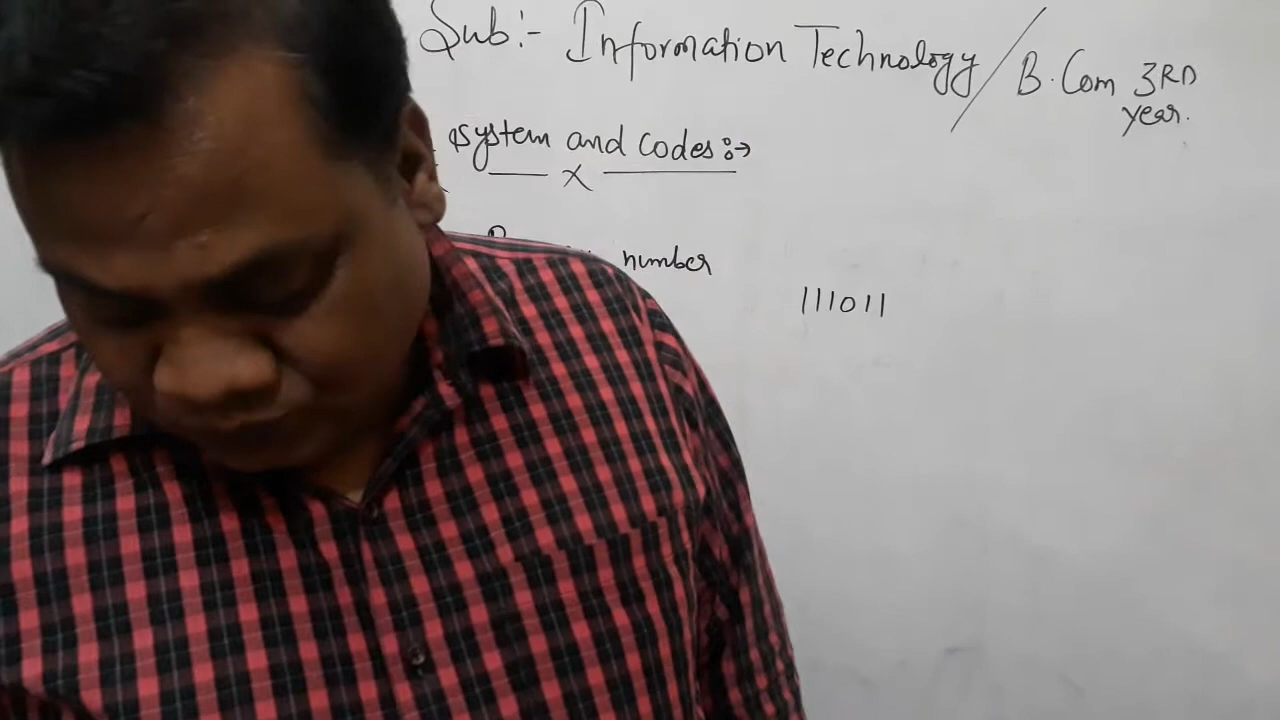 Sub:- Information Technology / B.Com 3RD
year.
system and codes :→
number
111011